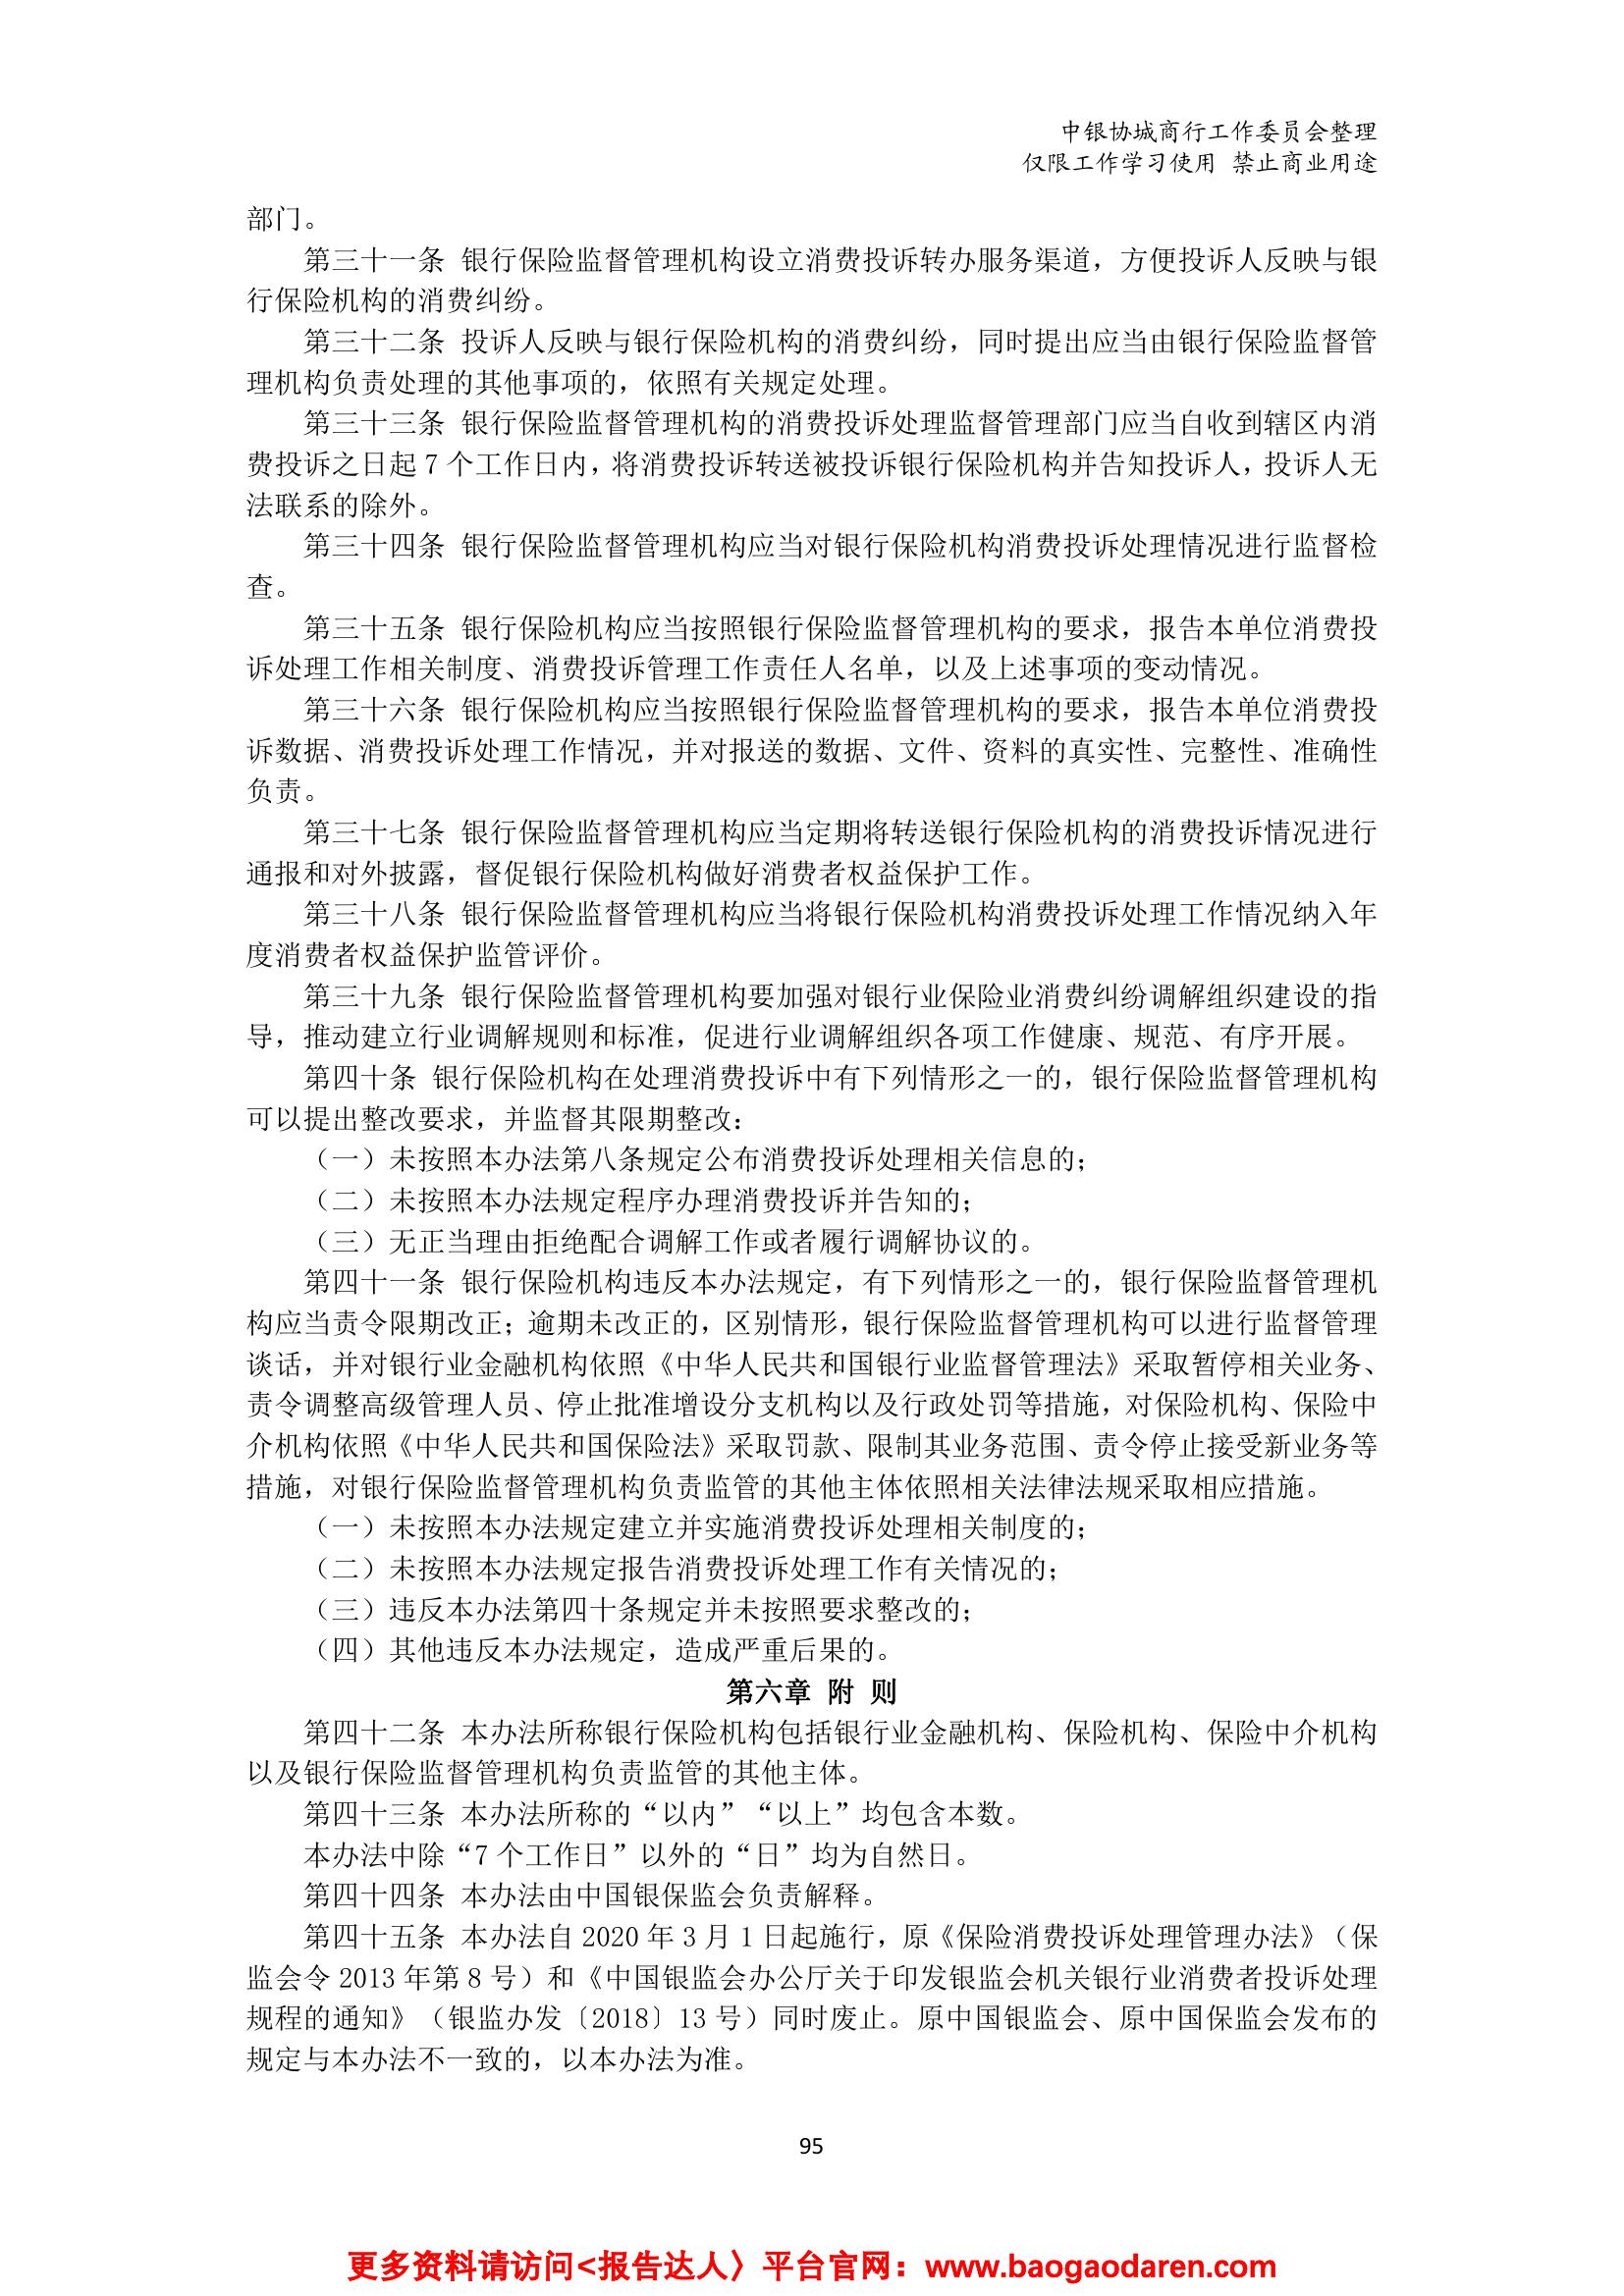 中银协城商行工作委员会整理
仅限工作学习使用 禁止商业用途
部门。
第三十一条 银行保险监督管理机构设立消费投诉转办服务渠道，方便投诉人反映与银
行保险机构的消费纠纷。
第三十二条 投诉人反映与银行保险机构的消费纠纷，同时提出应当由银行保险监督管
理机构负责处理的其他事项的，依照有关规定处理。
第三十三条 银行保险监督管理机构的消费投诉处理监督管理部门应当自收到辖区内消
费投诉之日起 7 个工作日内，将消费投诉转送被投诉银行保险机构并告知投诉人，投诉人无
法联系的除外。
第三十四条 银行保险监督管理机构应当对银行保险机构消费投诉处理情况进行监督检
查。
第三十五条 银行保险机构应当按照银行保险监督管理机构的要求，报告本单位消费投
诉处理工作相关制度、消费投诉管理工作责任人名单，以及上述事项的变动情况。
第三十六条 银行保险机构应当按照银行保险监督管理机构的要求，报告本单位消费投
诉数据、消费投诉处理工作情况，并对报送的数据、文件、资料的真实性、完整性、准确性
负责。
第三十七条 银行保险监督管理机构应当定期将转送银行保险机构的消费投诉情况进行
通报和对外披露，督促银行保险机构做好消费者权益保护工作。
第三十八条 银行保险监督管理机构应当将银行保险机构消费投诉处理工作情况纳入年
度消费者权益保护监管评价。
第三十九条 银行保险监督管理机构要加强对银行业保险业消费纠纷调解组织建设的指
导，推动建立行业调解规则和标准，促进行业调解组织各项工作健康、规范、有序开展。
第四十条 银行保险机构在处理消费投诉中有下列情形之一的，银行保险监督管理机构
可以提出整改要求，并监督其限期整改：
（一）未按照本办法第八条规定公布消费投诉处理相关信息的；
（二）未按照本办法规定程序办理消费投诉并告知的；
（三）无正当理由拒绝配合调解工作或者履行调解协议的。
第四十一条 银行保险机构违反本办法规定，有下列情形之一的，银行保险监督管理机
构应当责令限期改正；逾期未改正的，区别情形，银行保险监督管理机构可以进行监督管理
谈话，并对银行业金融机构依照《中华人民共和国银行业监督管理法》采取暂停相关业务、
责令调整高级管理人员、停止批准增设分支机构以及行政处罚等措施，对保险机构、保险中
介机构依照《中华人民共和国保险法》采取罚款、限制其业务范围、责令停止接受新业务等
措施，对银行保险监督管理机构负责监管的其他主体依照相关法律法规采取相应措施。
（一）未按照本办法规定建立并实施消费投诉处理相关制度的；
（二）未按照本办法规定报告消费投诉处理工作有关情况的；
（三）违反本办法第四十条规定并未按照要求整改的；
（四）其他违反本办法规定，造成严重后果的。
第六章 附 则
第四十二条 本办法所称银行保险机构包括银行业金融机构、保险机构、保险中介机构
以及银行保险监督管理机构负责监管的其他主体。
第四十三条 本办法所称的“以内”“以上”均包含本数。
本办法中除“7 个工作日”以外的“日”均为自然日。
第四十四条 本办法由中国银保监会负责解释。
第四十五条 本办法自 2020 年 3 月 1 日起施行，原《保险消费投诉处理管理办法》（保
监会令 2013 年第 8 号）和《中国银监会办公厅关于印发银监会机关银行业消费者投诉处理
规程的通知》（银监办发〔2018〕13 号）同时废止。原中国银监会、原中国保监会发布的
规定与本办法不一致的，以本办法为准。
95
更多资料请访问<报告达人〉平台官网：www.baogaodaren.com